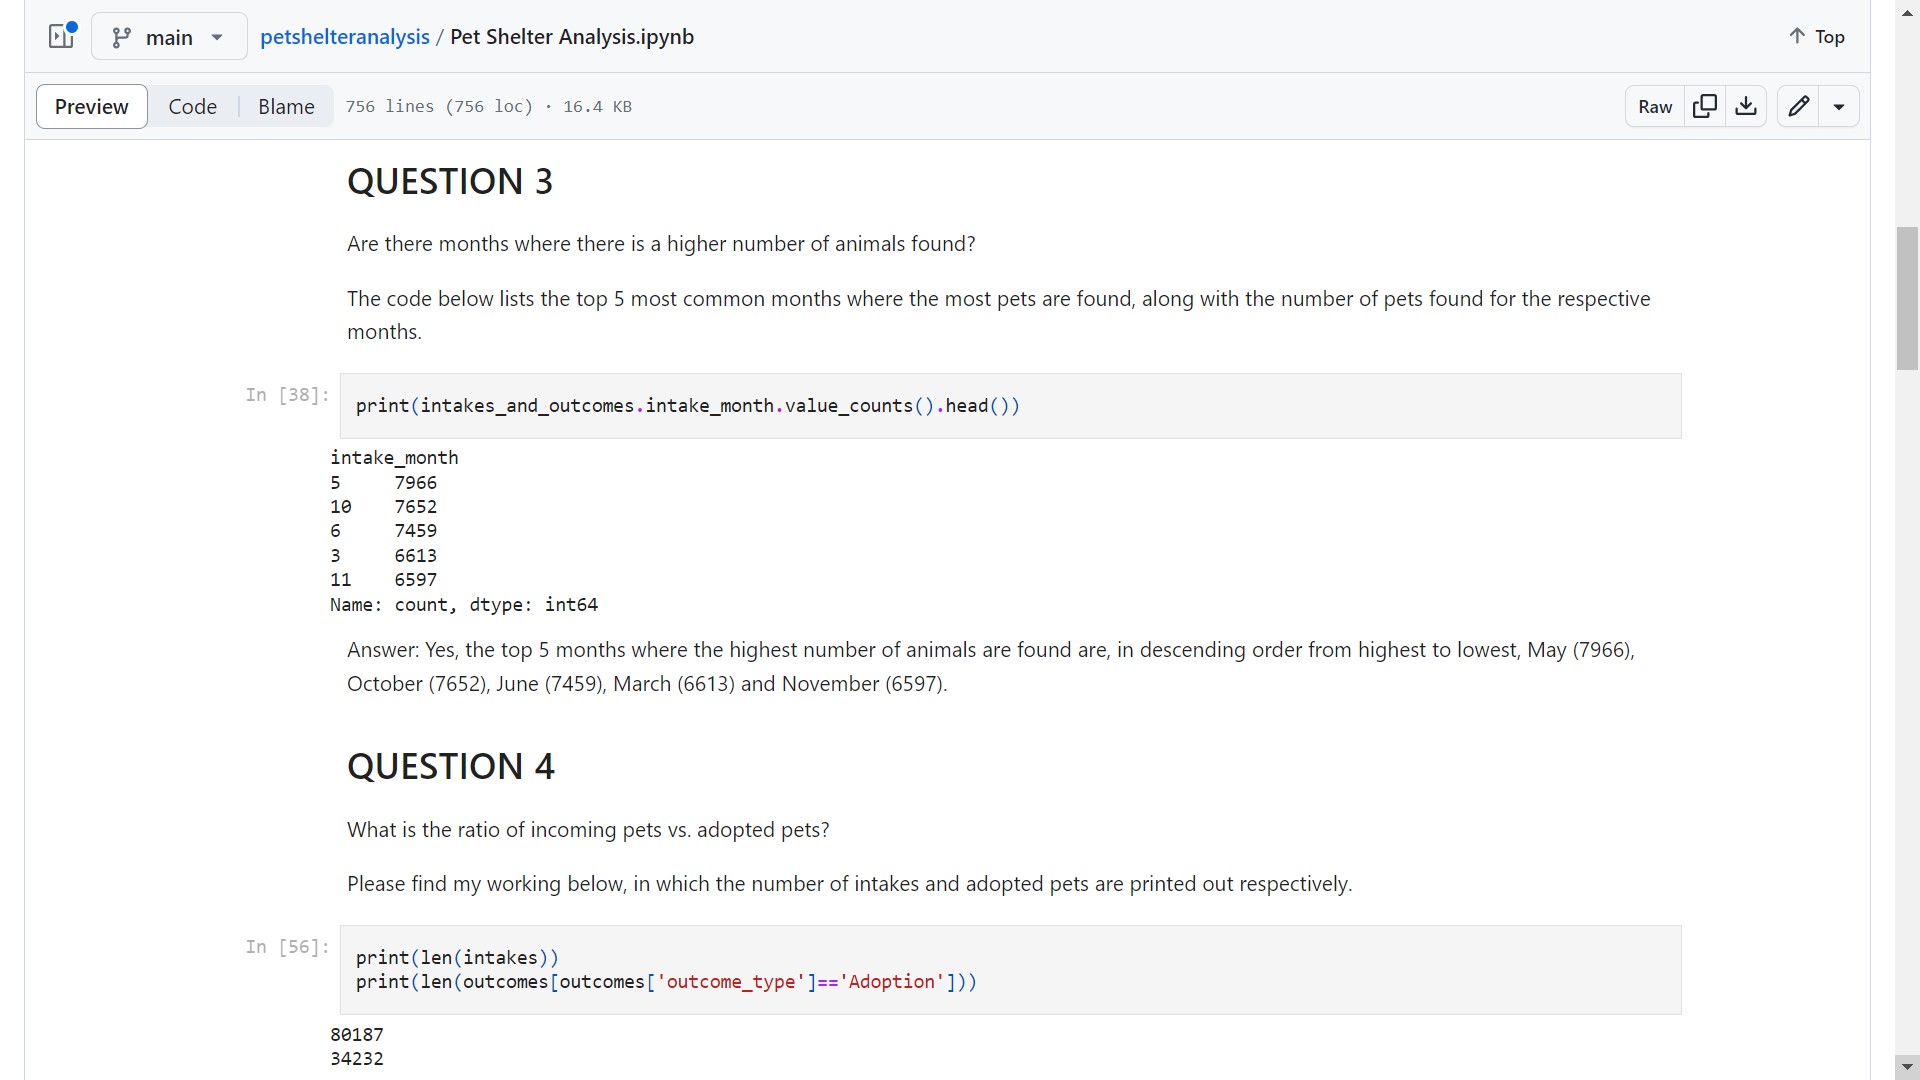 main
petshelteranalysis / Pet Shelter Analysis.ipynb
Top
Preview Code Blame 756 lines (756 loc) · 16.4 KB
Raw
QUESTION 3
Are there months where there is a higher number of animals found?
The code below lists the top 5 most common months where the most pets are found, along with the number of pets found for the respective
months.
In [38]:
print(intakes_and_outcomes.intake_month.value_counts().head())
intake_month
5     7966
10    7652
6     7459
3     6613
11    6597
Name: count, dtype: int64
Answer: Yes, the top 5 months where the highest number of animals are found are, in descending order from highest to lowest, May (7966),
October (7652), June (7459), March (6613) and November (6597).
QUESTION 4
What is the ratio of incoming pets vs. adopted pets?
Please find my working below, in which the number of intakes and adopted pets are printed out respectively.
In [56]:
print(len(intakes))
print(len(outcomes[outcomes['outcome_type']=='Adoption']))
80187
34232